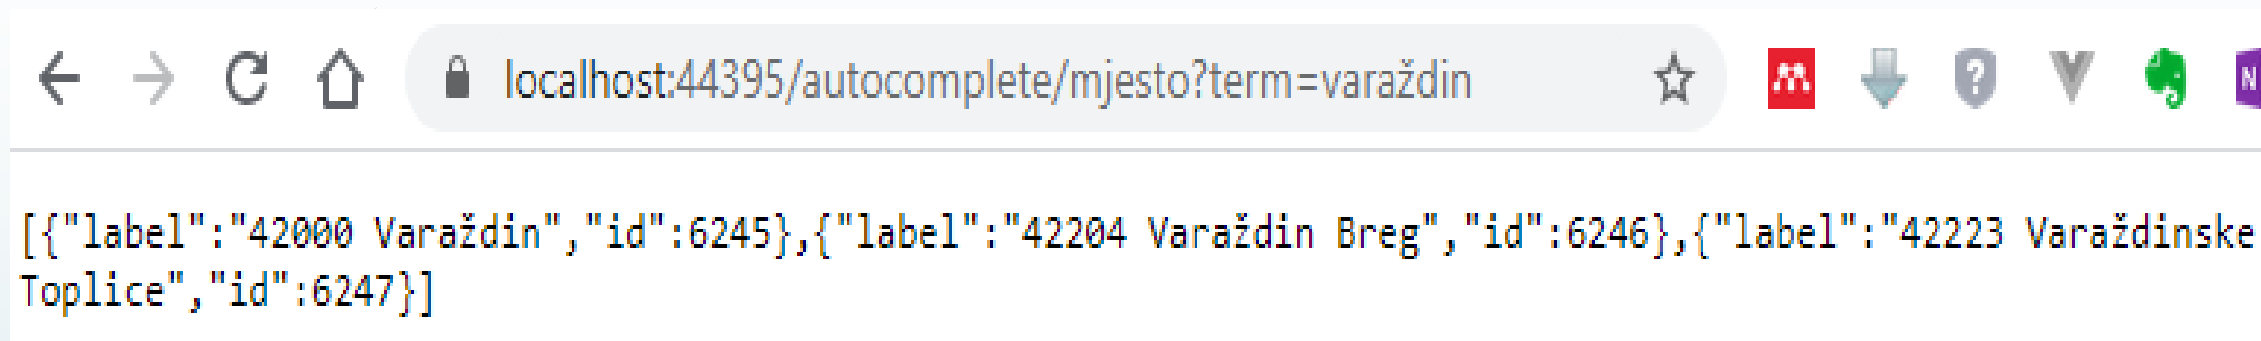 localhost:44395/autocomplete/mjesto?term=varaždin
[{"label":"42000 Varaždin","id":6245},{"label":"42204 Varaždin Breg","id":6246},{"label":"42223 Varaždinske
Toplice","id":6247}]